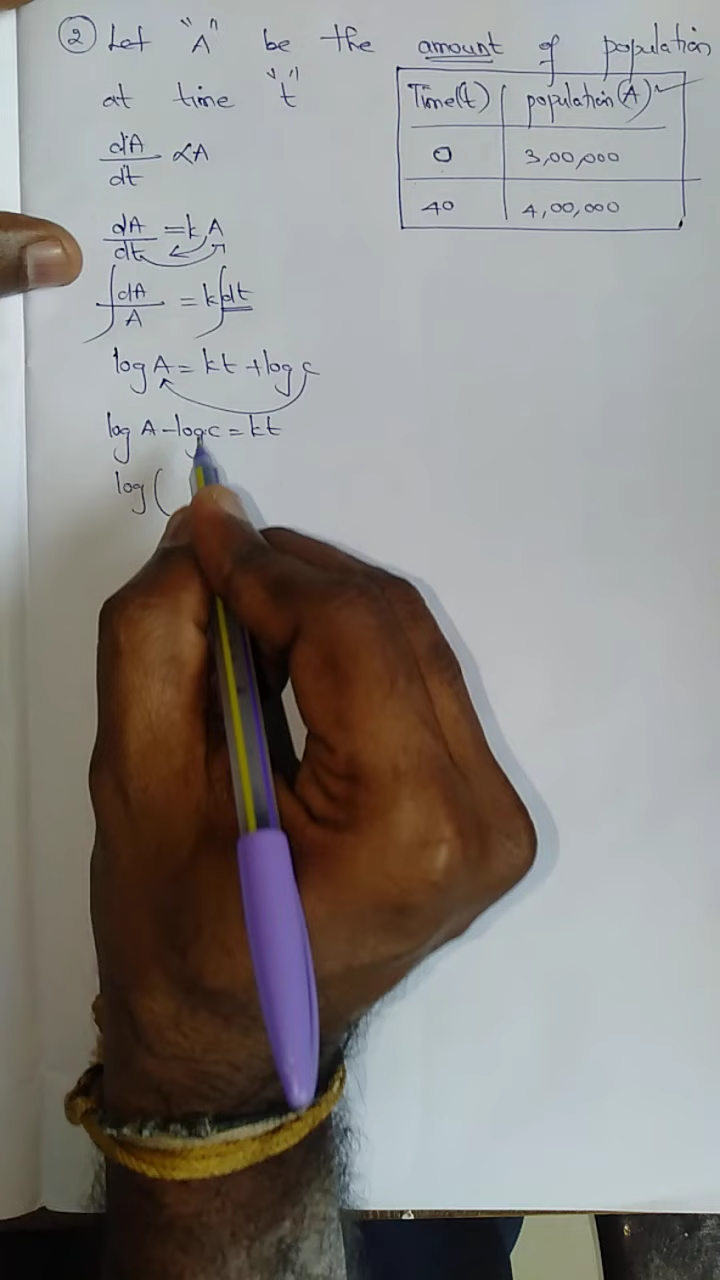 ② Let "A" be the amount of population
at time "t"
Time(t) population(A)
0 3,00,000
40 4,00,000
dA/dt ∝A
dA/dt =kA
∫dA/A = k∫dt
log A = kt +log c
log A -log c = kt
log (